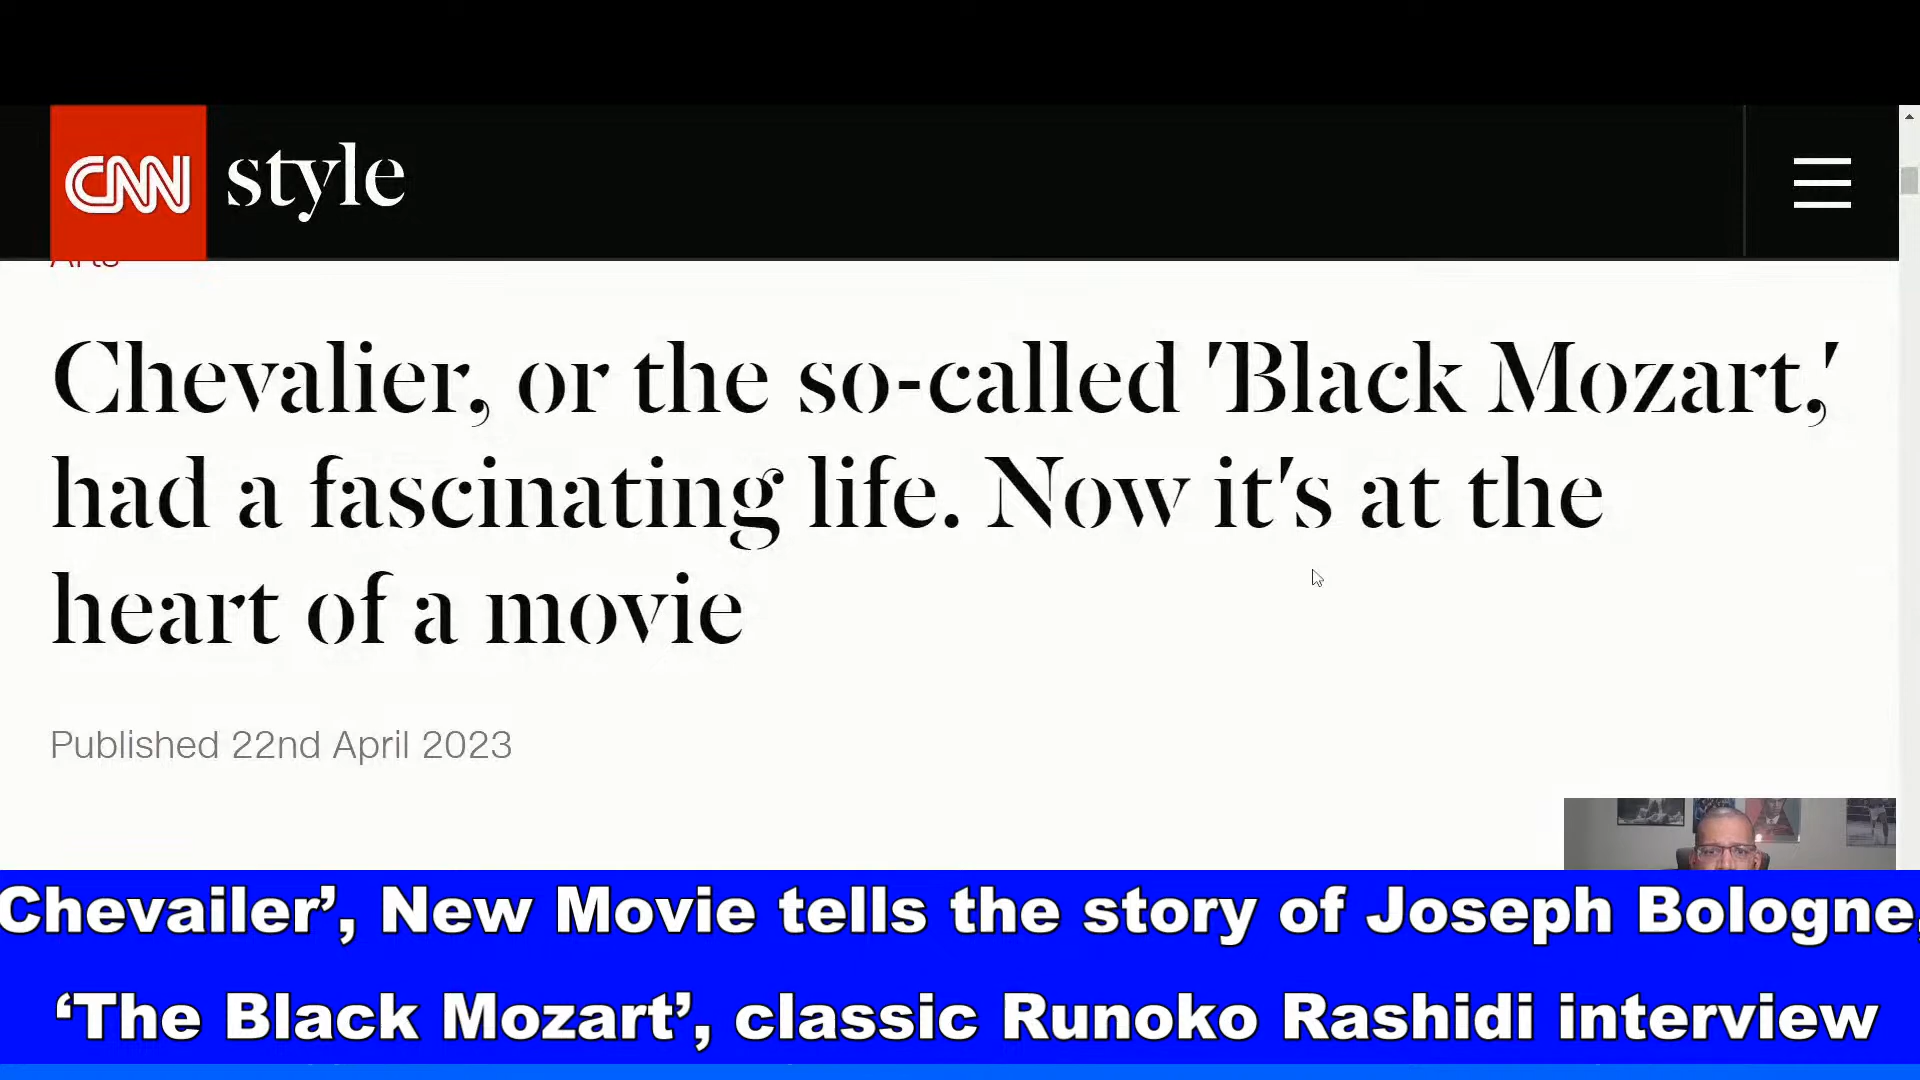 CNN style
Arts
Chevalier, or the so-called 'Black Mozart,'
had a fascinating life. Now it's at the
heart of a movie
Published 22nd April 2023
Chevailer’, New Movie tells the story of Joseph Bologne,
‘The Black Mozart’, classic Runoko Rashidi interview